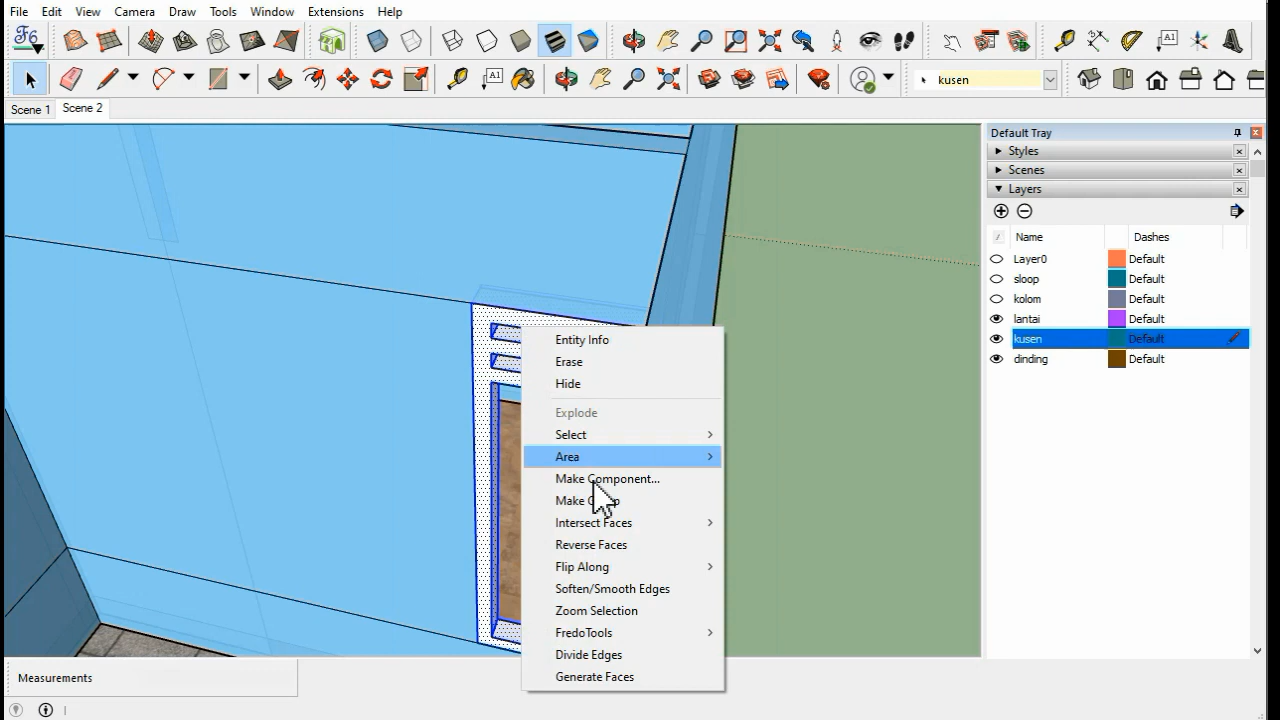 File Edit View Camera Draw Tools Window Extensions Help
A1
A1 kusen
Scene 1 Scene 2
Default Tray
Styles
Scenes
Layers
Name Dashes
Layer0 Default
sloop Default
kolom Default
lantai Default
kusen Default
dinding Default
Entity Info
Erase
Hide
Explode
Select
Area
Make Component...
Make
Intersect Faces
Reverse Faces
Flip Along
Soften/Smooth Edges
Zoom Selection
FredoTools
Divide Edges
Generate Faces
Measurements